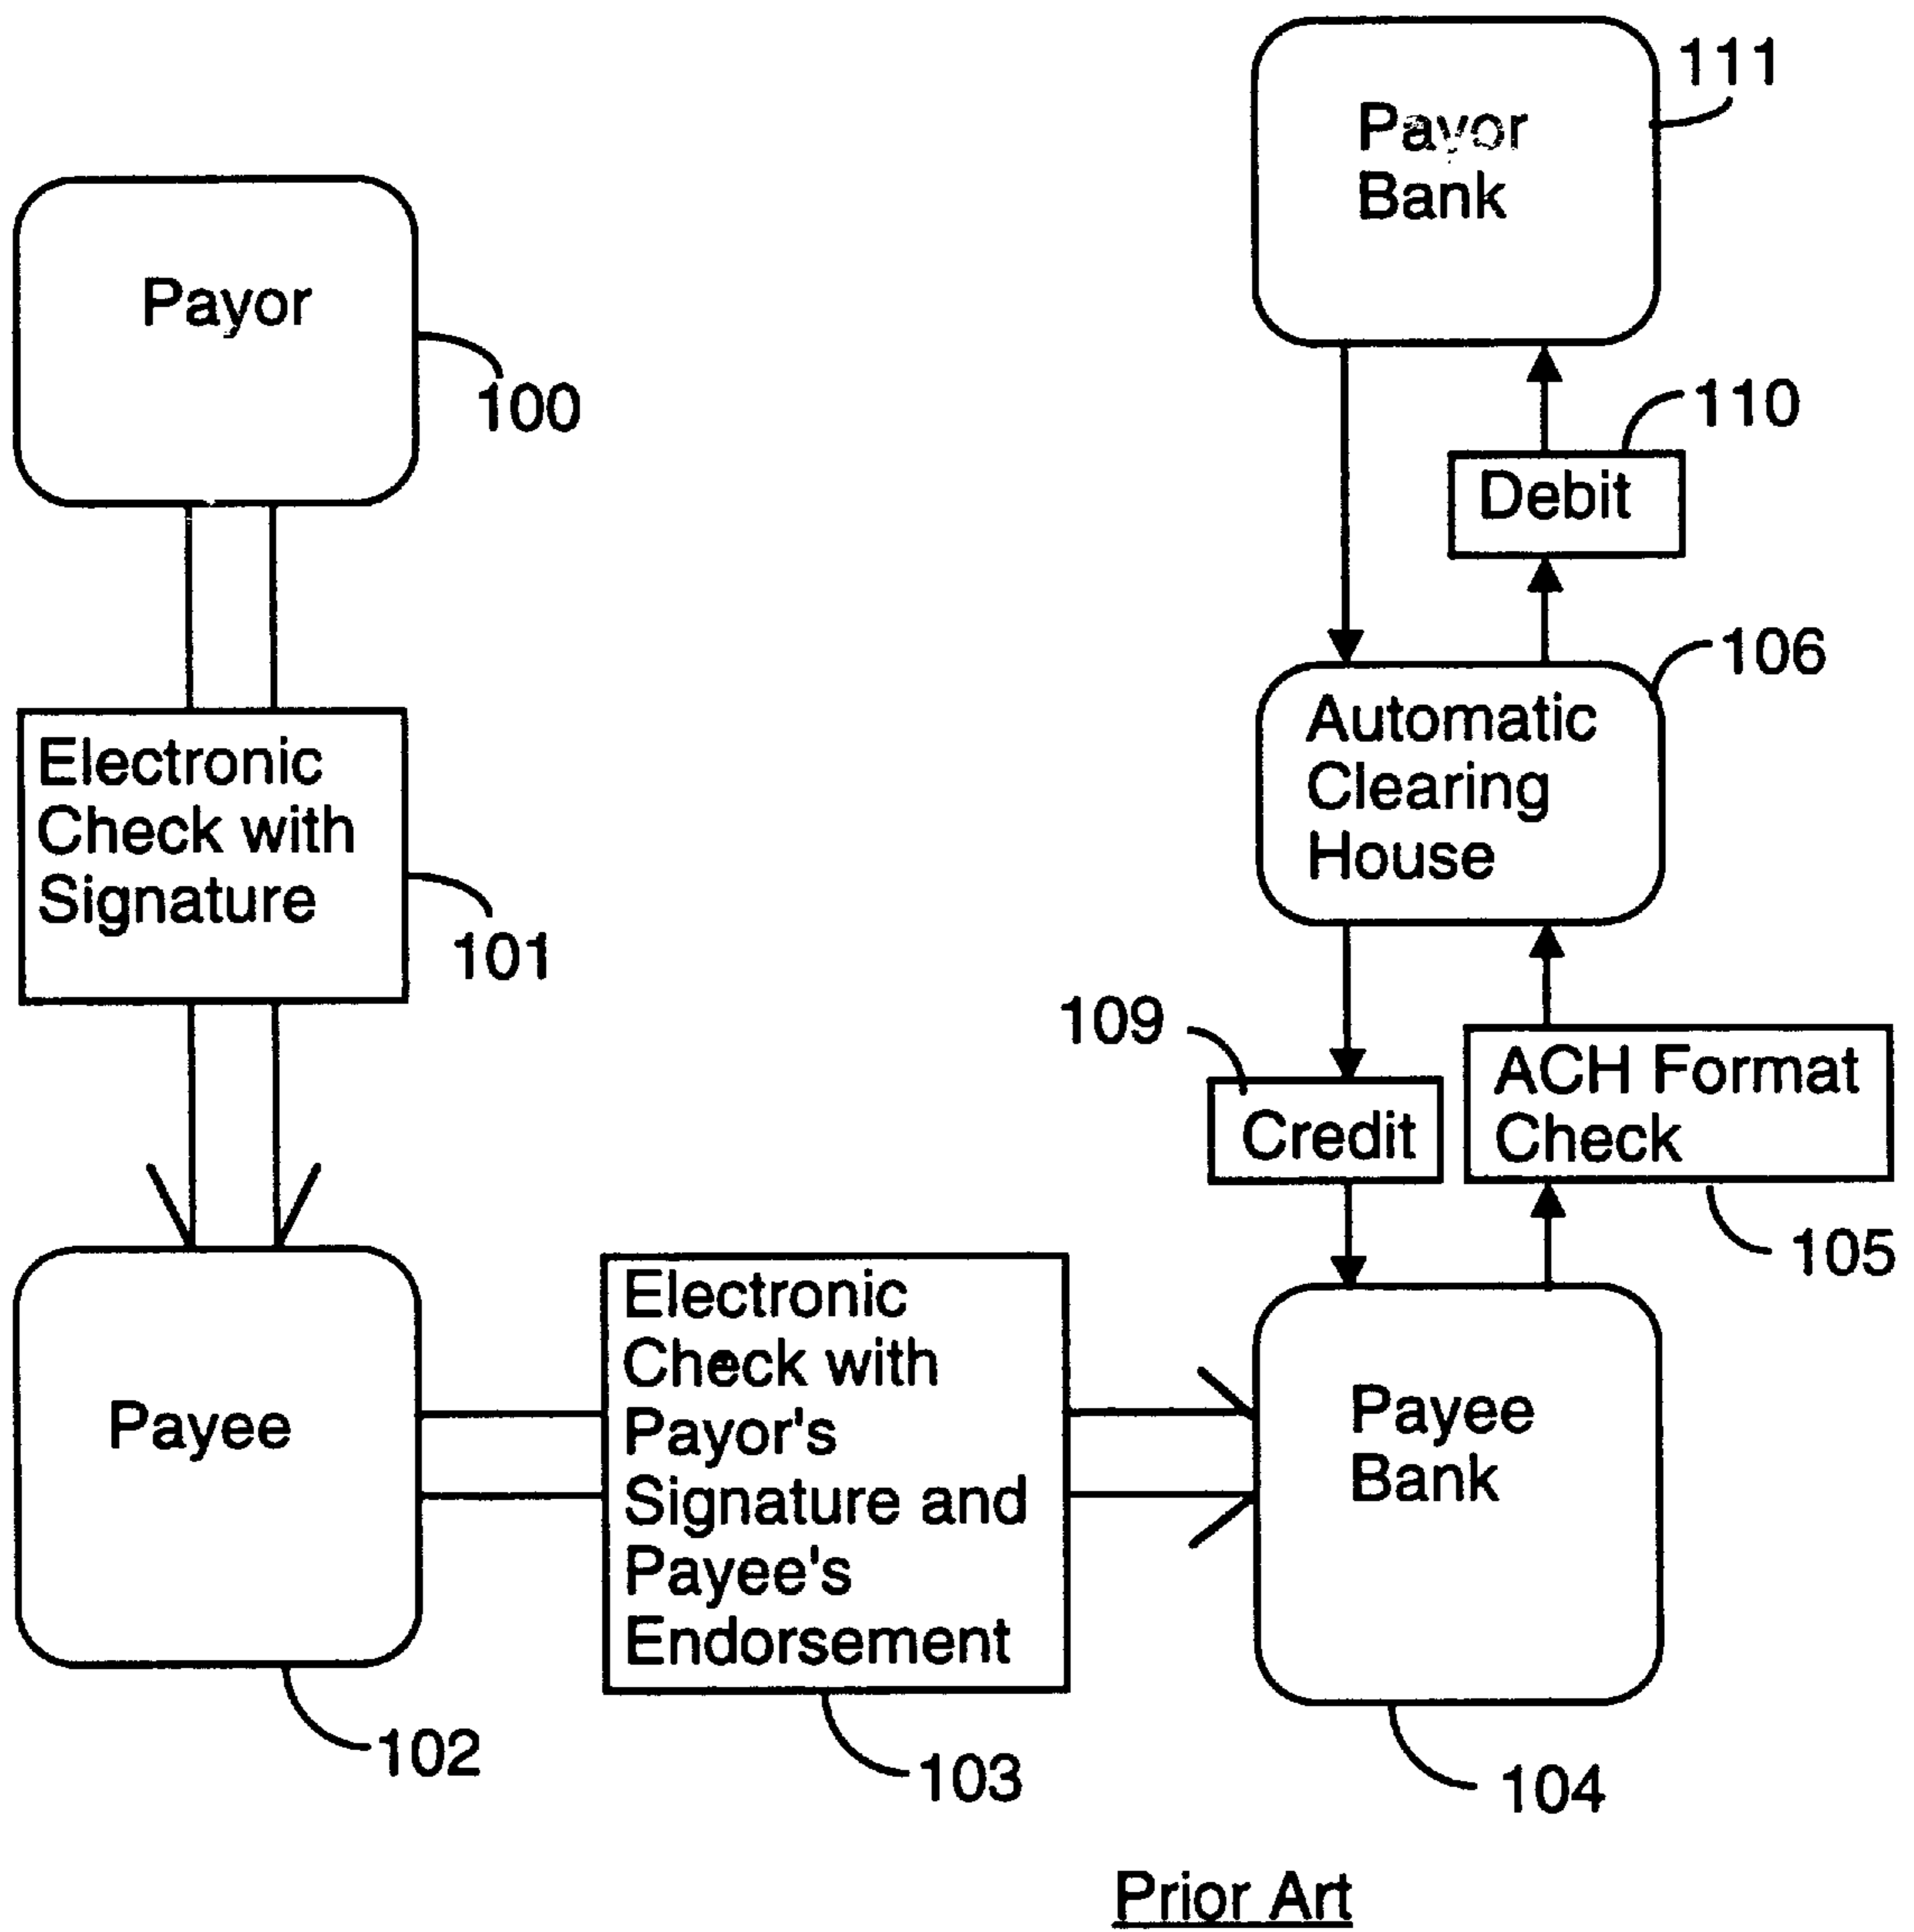 Payor
100
Electronic
Check with
Signature
101
Payee
102
Electronic
Check with
Payor's
Signature and
Payee's
Endorsement
103
Payee
Bank
104
ACH Format
Check
105
Automatic
Clearing
House
106
Credit
109
Debit
110
Payor
Bank
111
Prior Art